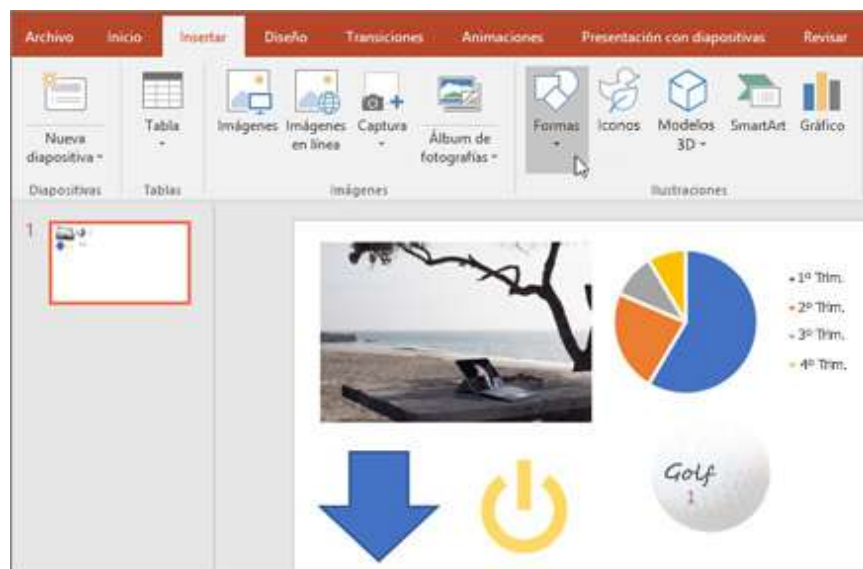 Archivo Inicio Insertar Diseño Transiciones Animaciones Presentación con diapositivas Revisar
Nueva diapositiva
Tabla
Imágenes
Imágenes en línea
Captura
Álbum de fotografías
Formas
Iconos
Modelos 3D
SmartArt
Gráfico
Diapositivas Tablas Imágenes Ilustraciones
1
1º Trim.
2º Trim.
3º Trim.
4º Trim.
Golf
1